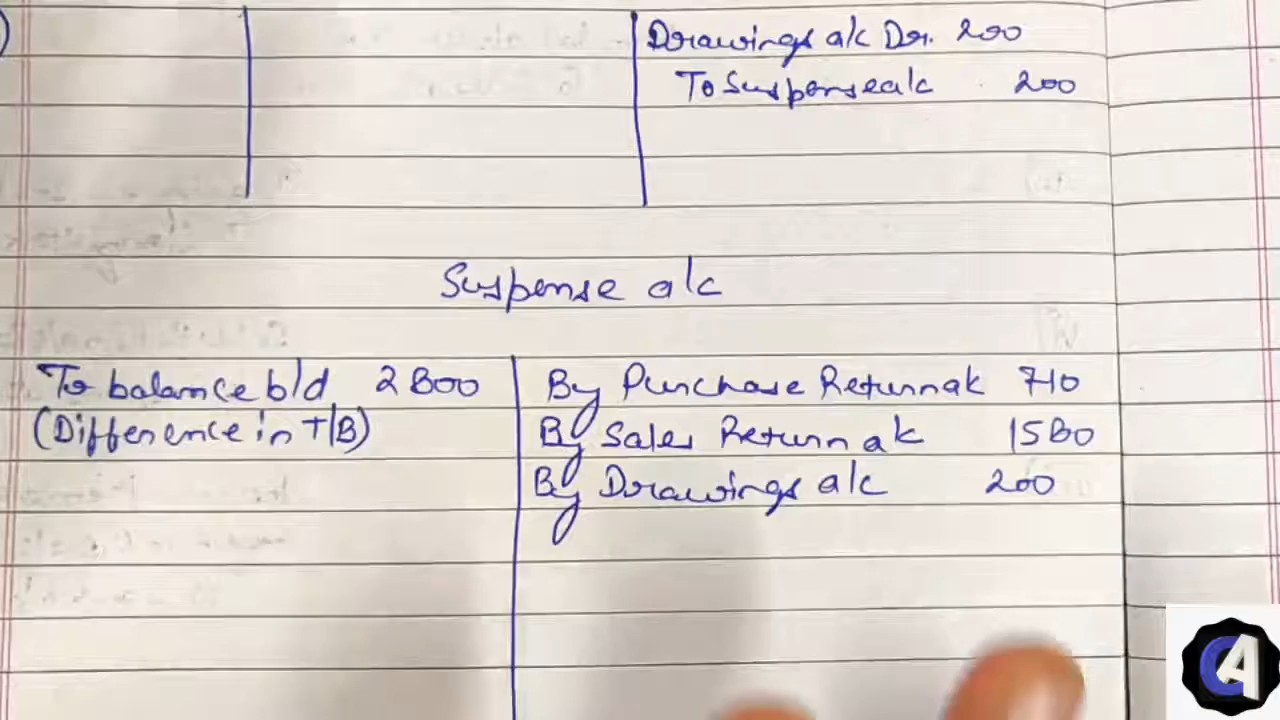 Drawings a/c Dr. 200
To Suspense a/c 200
Suspense a/c
To balance b/d 2800 By Purchase Return a/c 710
(Difference in T/B) By Sales Return a/c 1580
By Drawings a/c 200
CA